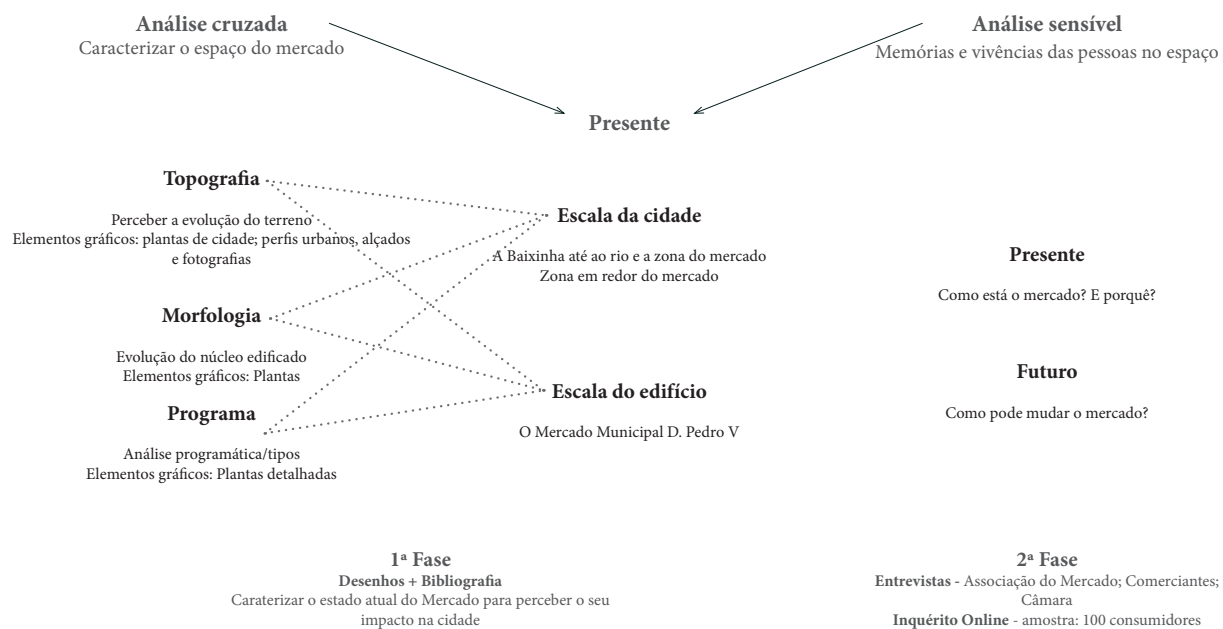 Análise cruzada
Caracterizar o espaço do mercado
Análise sensível
Memórias e vivências das pessoas no espaço
Presente
Topografia
Perceber a evolução do terreno
Elementos gráficos: plantas de cidade; perfis urbanos, alçados
e fotografias
Morfologia
Evolução do núcleo edificado
Elementos gráficos: Plantas
Programa
Análise programática/tipos
Elementos gráficos: Plantas detalhadas
Escala da cidade
A Baixinha até ao rio e a zona do mercado
Zona em redor do mercado
Escala do edifício
O Mercado Municipal D. Pedro V
Presente
Como está o mercado? E porquê?
Futuro
Como pode mudar o mercado?
1ª Fase
Desenhos + Bibliografia
Caraterizar o estado atual do Mercado para perceber o seu
impacto na cidade
2ª Fase
Entrevistas - Associação do Mercado; Comerciantes;
Câmara
Inquérito Online - amostra: 100 consumidores